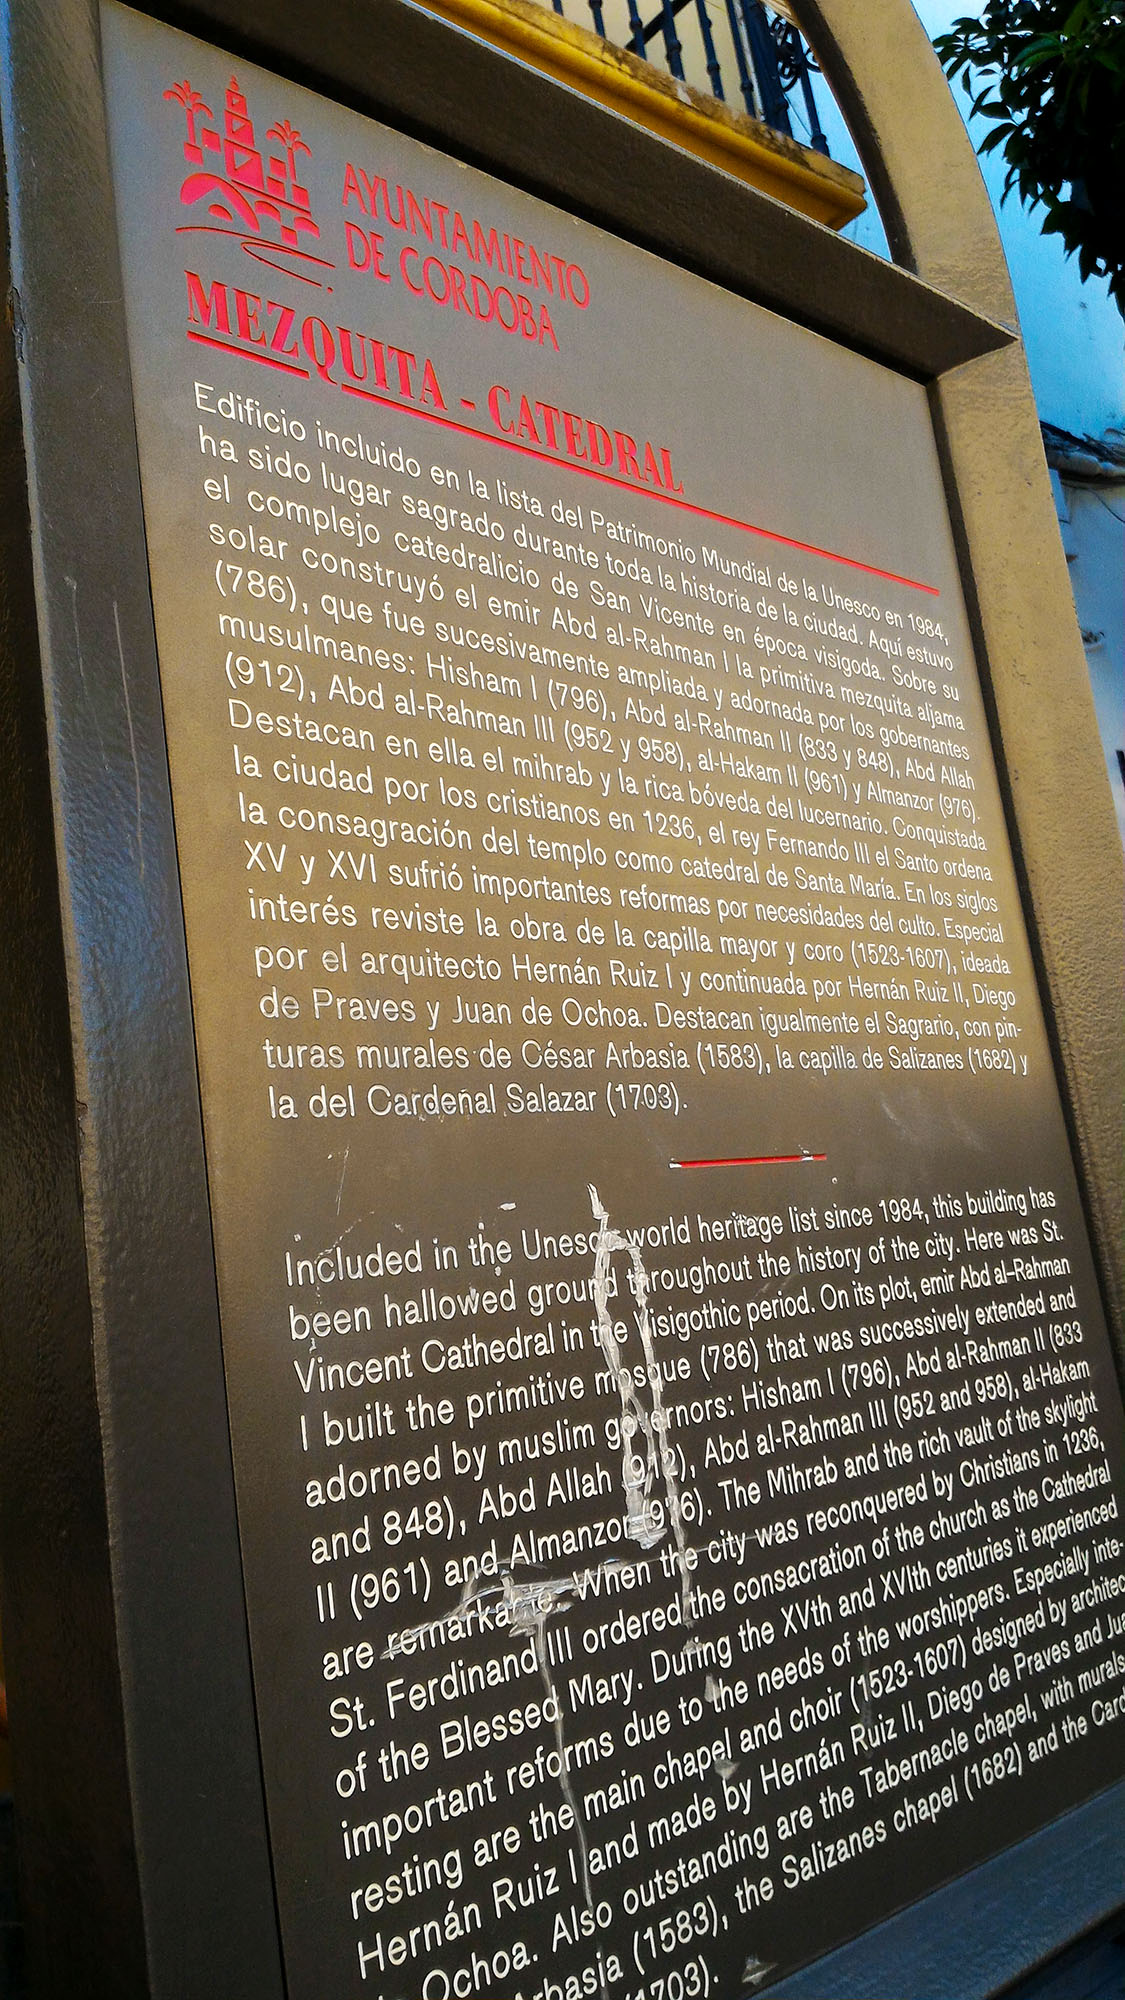 AYUNTAMIENTO
DE CORDOBA
MEZQUITA - CATEDRAL
Edificio incluido en la lista del Patrimonio Mundial de la Unesco en 1984,
ha sido lugar sagrado durante toda la historia de la ciudad. Aquí estuvo
el complejo catedralicio de San Vicente en época visigoda. Sobre su
solar construyó el emir Abd al-Rahman I la primitiva mezquita aljama
(786), que fue sucesivamente ampliada y adornada por los gobernantes
musulmanes: Hisham I (796), Abd al-Rahman II (833 y 848), Abd Allah
(912), Abd al-Rahman III (952 y 958), al-Hakam II (961) y Almanzor (976).
Destacan en ella el mihrab y la rica bóveda del lucernario. Conquistada
la ciudad por los cristianos en 1236, el rey Fernando III el Santo ordena
la consagración del templo como catedral de Santa María. En los siglos
XV y XVI sufrió importantes reformas por necesidades del culto. Especial
interés reviste la obra de la capilla mayor y coro (1523-1607), ideada
por el arquitecto Hernán Ruiz I y continuada por Hernán Ruiz II, Diego
de Praves y Juan de Ochoa. Destacan igualmente el Sagrario, con pin-
turas murales de César Arbasia (1583), la capilla de Salizanes (1682) y
la del Cardenal Salazar (1703).
Included in the Unesco world heritage list since 1984, this building has
been hallowed ground throughout the history of the city. Here was St.
Vincent Cathedral in the Visigothic period. On its plot, emir Abd al-Rahman
I built the primitive mosque (786) that was successively extended and
adorned by muslim governors: Hisham I (796), Abd al-Rahman II (833
and 848), Abd Allah (912), Abd al-Rahman III (952 and 958), al-Hakam
II (961) and Almanzor (976). The Mihrab and the rich vault of the skylight
are remarkable. When the city was reconquered by Christians in 1236,
St. Ferdinand III ordered the consacration of the church as the Cathedral
of the Blessed Mary. During the XVth and XVIth centuries it experienced
important reforms due to the needs of the worshippers. Especially inte-
resting are the main chapel and choir (1523-1607) designed by architec
Hernán Ruiz I and made by Hernán Ruiz II, Diego de Praves and Jua
Ochoa. Also outstanding are the Tabernacle chapel, with murals
Arbasia (1583), the Salizanes chapel (1682) and the Card
(1703).